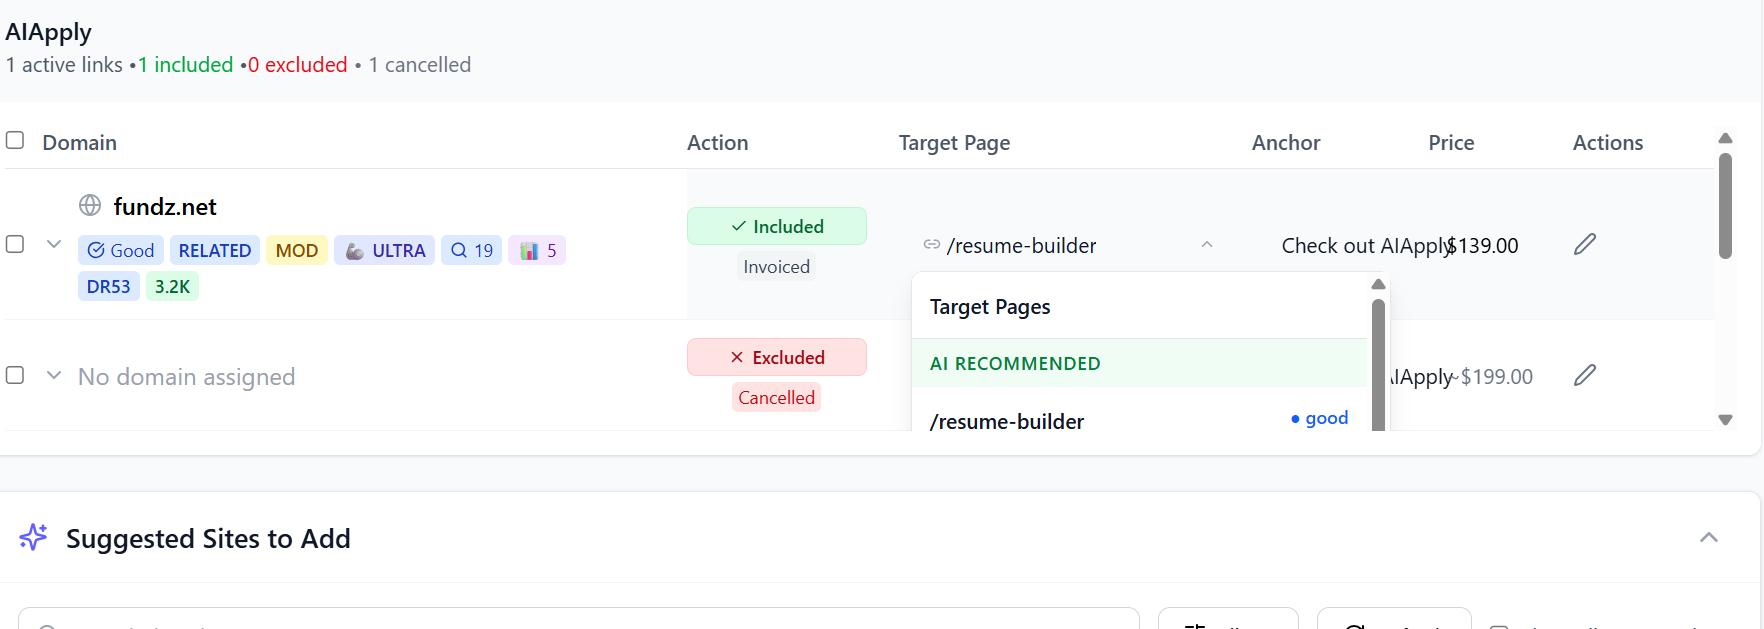 AIApply
1 active links •1 included •0 excluded • 1 cancelled
Domain Action Target Page Anchor Price Actions
fundz.net
Good RELATED MOD ULTRA 19 5
DR53 3.2K
Included
Invoiced
/resume-builder
Check out AIApply
$139.00
Target Pages
AI RECOMMENDED
/resume-builder • good
No domain assigned
Excluded
Cancelled
AIApply
~$199.00
Suggested Sites to Add